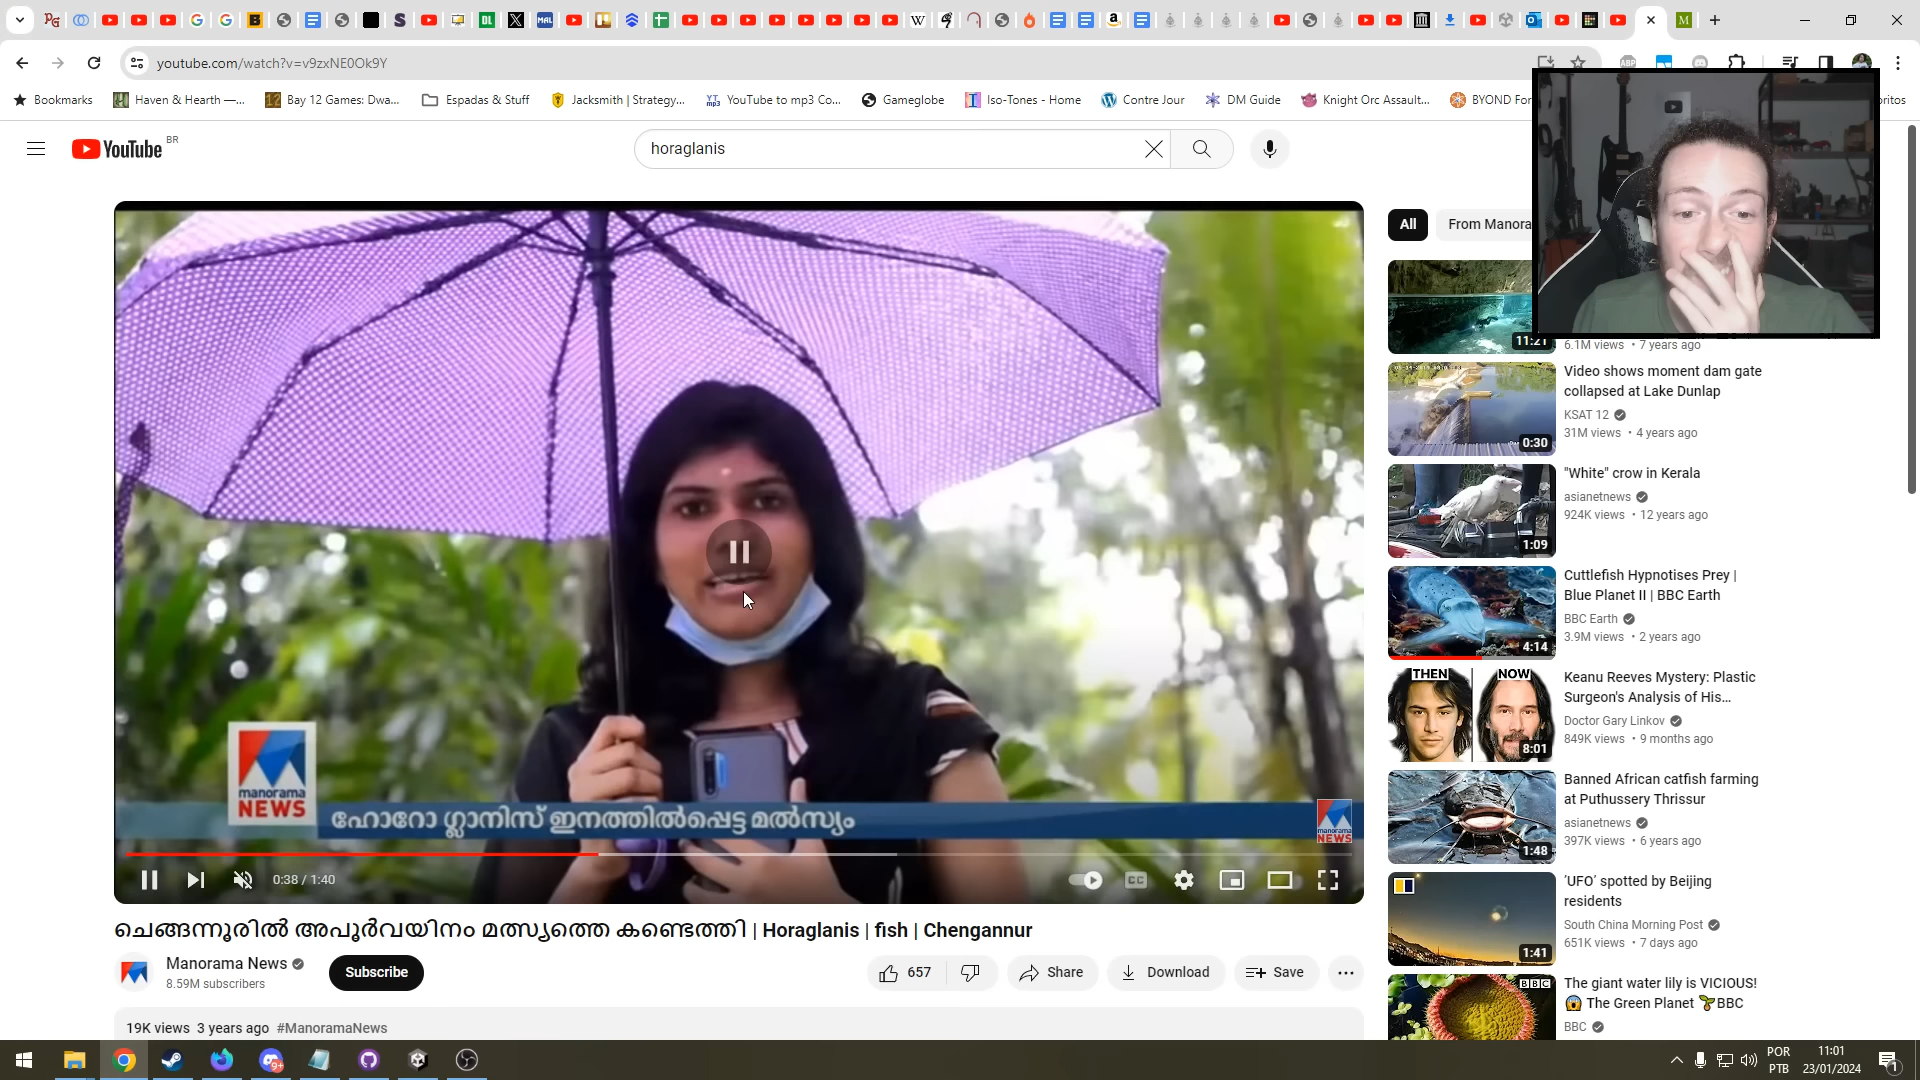 youtube.com/watch?v=v9zxNE0Ok9Y
Bookmarks
Haven & Hearth —...
Bay 12 Games: Dwa...
Espadas & Stuff
Jacksmith | Strategy...
YouTube to mp3 Co...
Gameglobe
Iso-Tones - Home
Contre Jour
DM Guide
Knight Orc Assault...
BYOND For
oritos
YouTube BR
horaglanis
All
From Manora
manorama
NEWS
ഹോറോ ഗ്ലാനിസ് ഇനത്തിൽപ്പെട്ട മൽസ്യം
manorama
NEWS
0:38 / 1:40
ചെങ്ങന്നൂരിൽ അപൂർവയിനം മത്സ്യത്തെ കണ്ടെത്തി | Horaglanis | fish | Chengannur
Manorama News
8.59M subscribers
Subscribe
657
Share
Download
Save
19K views 3 years ago #ManoramaNews
11:21
6.1M views • 7 years ago
Video shows moment dam gate
collapsed at Lake Dunlap
KSAT 12
31M views • 4 years ago
0:30
"White" crow in Kerala
asianetnews
924K views • 12 years ago
1:09
Cuttlefish Hypnotises Prey |
Blue Planet II | BBC Earth
BBC Earth
3.9M views • 2 years ago
4:14
THEN
NOW
Keanu Reeves Mystery: Plastic
Surgeon's Analysis of His...
Doctor Gary Linkov
849K views • 9 months ago
8:01
Banned African catfish farming
at Puthussery Thrissur
asianetnews
397K views • 6 years ago
1:48
'UFO' spotted by Beijing
residents
South China Morning Post
651K views • 7 days ago
1:41
BBC
The giant water lily is VICIOUS!
😱 The Green Planet 🌱BBC
BBC
POR
PTB
11:01
23/01/2024